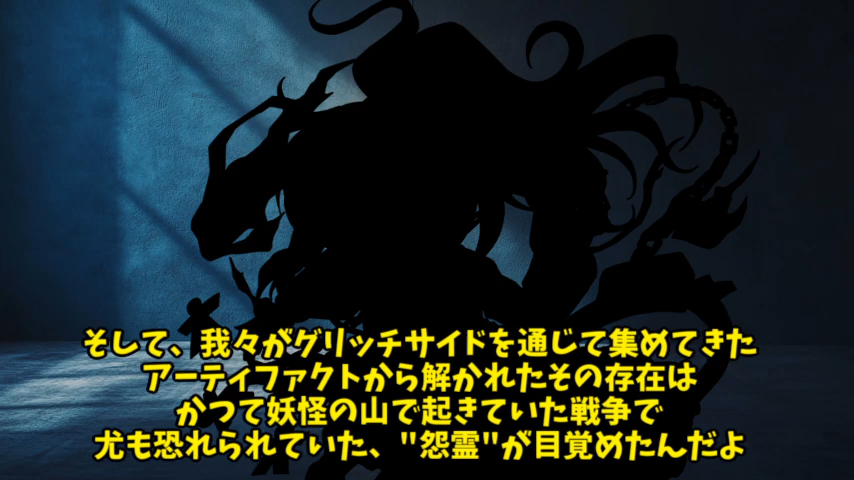 そして、我々がグリッチサイドを通じて集めてきた
アーティファクトから解かれたその存在は
かつて妖怪の山で起きていた戦争で
尤も恐れられていた、"怨霊"が目覚めたんだよ